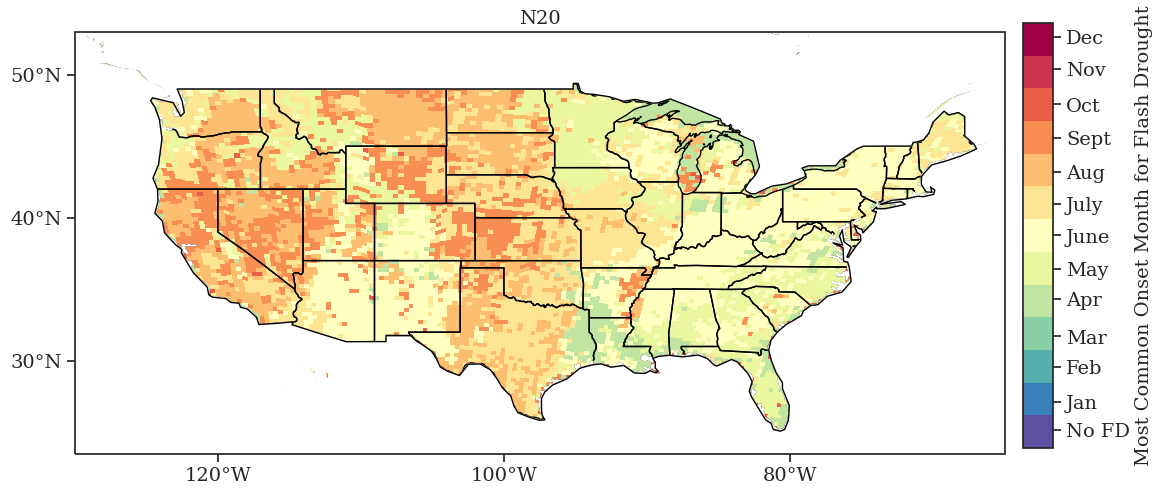 N20
50°N
40°N
30°N
120°W
100°W
80°W
Dec
Nov
Oct
Sept
Aug
July
June
May
Apr
Mar
Feb
Jan
No FD
Most Common Onset Month for Flash Drought